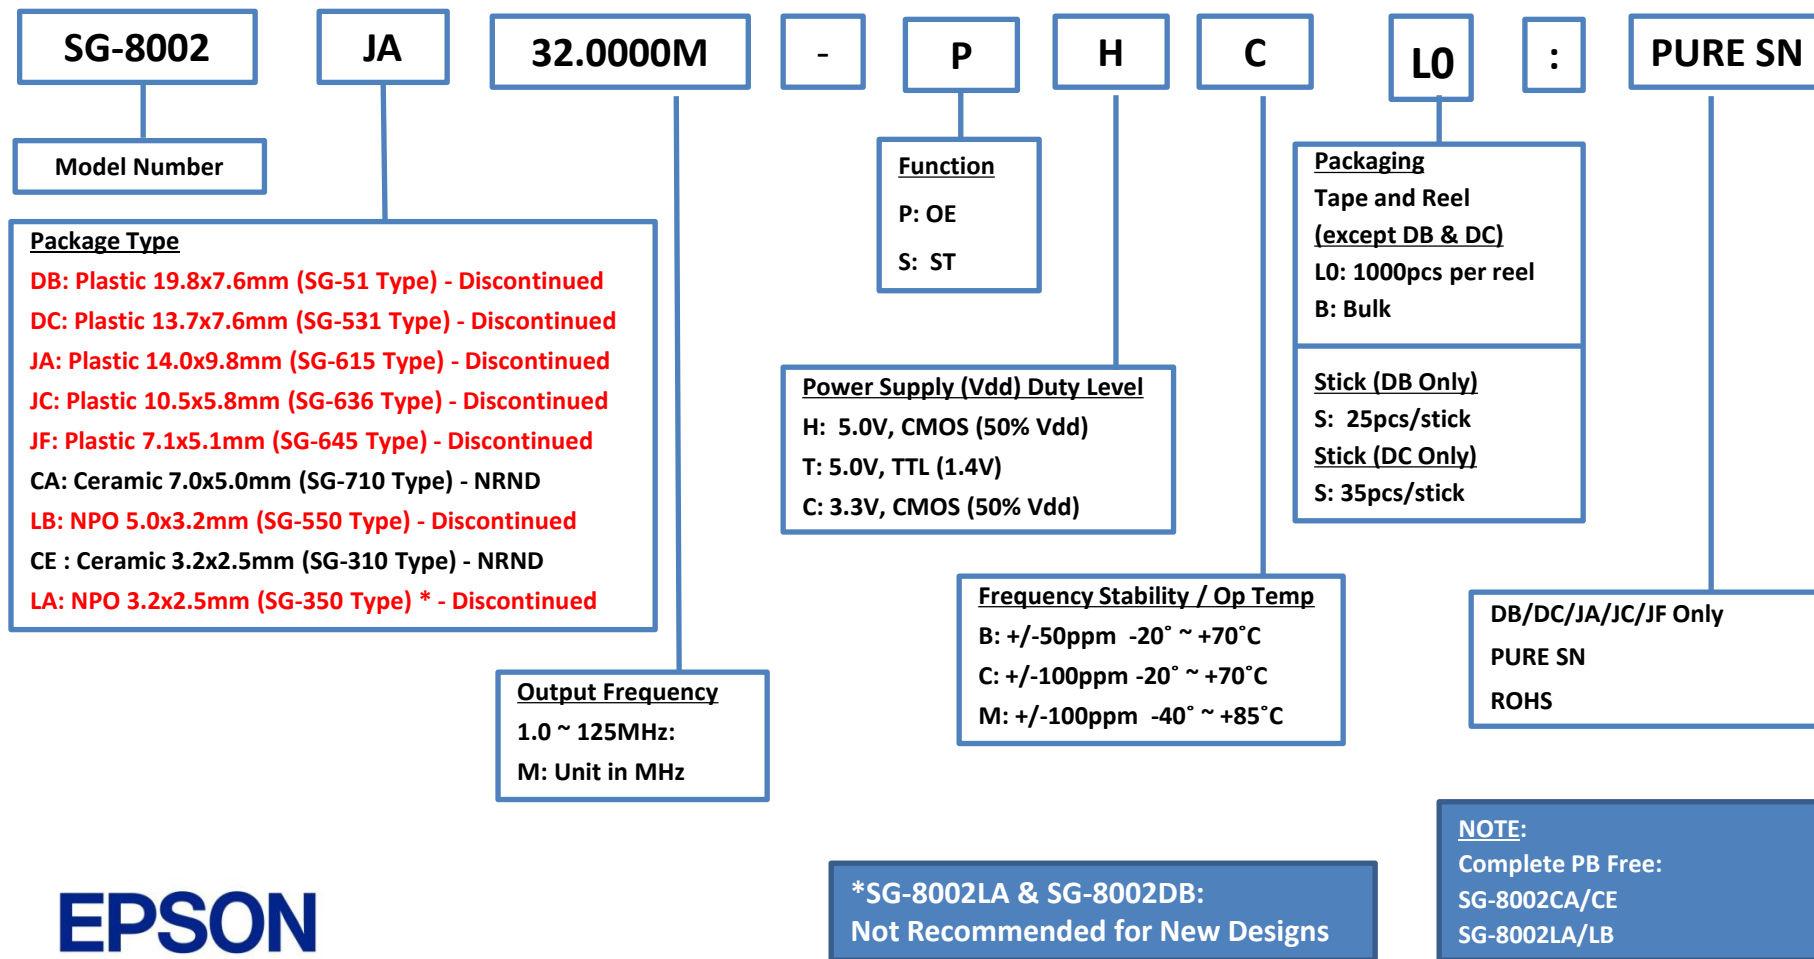 SG-8002 JA 32.0000M - P H C L0 : PURE SN
Model Number
Package Type
DB: Plastic 19.8x7.6mm (SG-51 Type) - Discontinued
DC: Plastic 13.7x7.6mm (SG-531 Type) - Discontinued
JA: Plastic 14.0x9.8mm (SG-615 Type) - Discontinued
JC: Plastic 10.5x5.8mm (SG-636 Type) - Discontinued
JF: Plastic 7.1x5.1mm (SG-645 Type) - Discontinued
CA: Ceramic 7.0x5.0mm (SG-710 Type) - NRND
LB: NPO 5.0x3.2mm (SG-550 Type) - Discontinued
CE : Ceramic 3.2x2.5mm (SG-310 Type) - NRND
LA: NPO 3.2x2.5mm (SG-350 Type) * - Discontinued
Output Frequency
1.0 ~ 125MHz:
M: Unit in MHz
Function
P: OE
S: ST
Power Supply (Vdd) Duty Level
H: 5.0V, CMOS (50% Vdd)
T: 5.0V, TTL (1.4V)
C: 3.3V, CMOS (50% Vdd)
Frequency Stability / Op Temp
B: +/-50ppm -20˚ ~ +70˚C
C: +/-100ppm -20˚ ~ +70˚C
M: +/-100ppm -40˚ ~ +85˚C
Packaging
Tape and Reel
(except DB & DC)
L0: 1000pcs per reel
B: Bulk
Stick (DB Only)
S: 25pcs/stick
Stick (DC Only)
S: 35pcs/stick
DB/DC/JA/JC/JF Only
PURE SN
ROHS
EPSON
*SG-8002LA & SG-8002DB:
Not Recommended for New Designs
NOTE:
Complete PB Free:
SG-8002CA/CE
SG-8002LA/LB